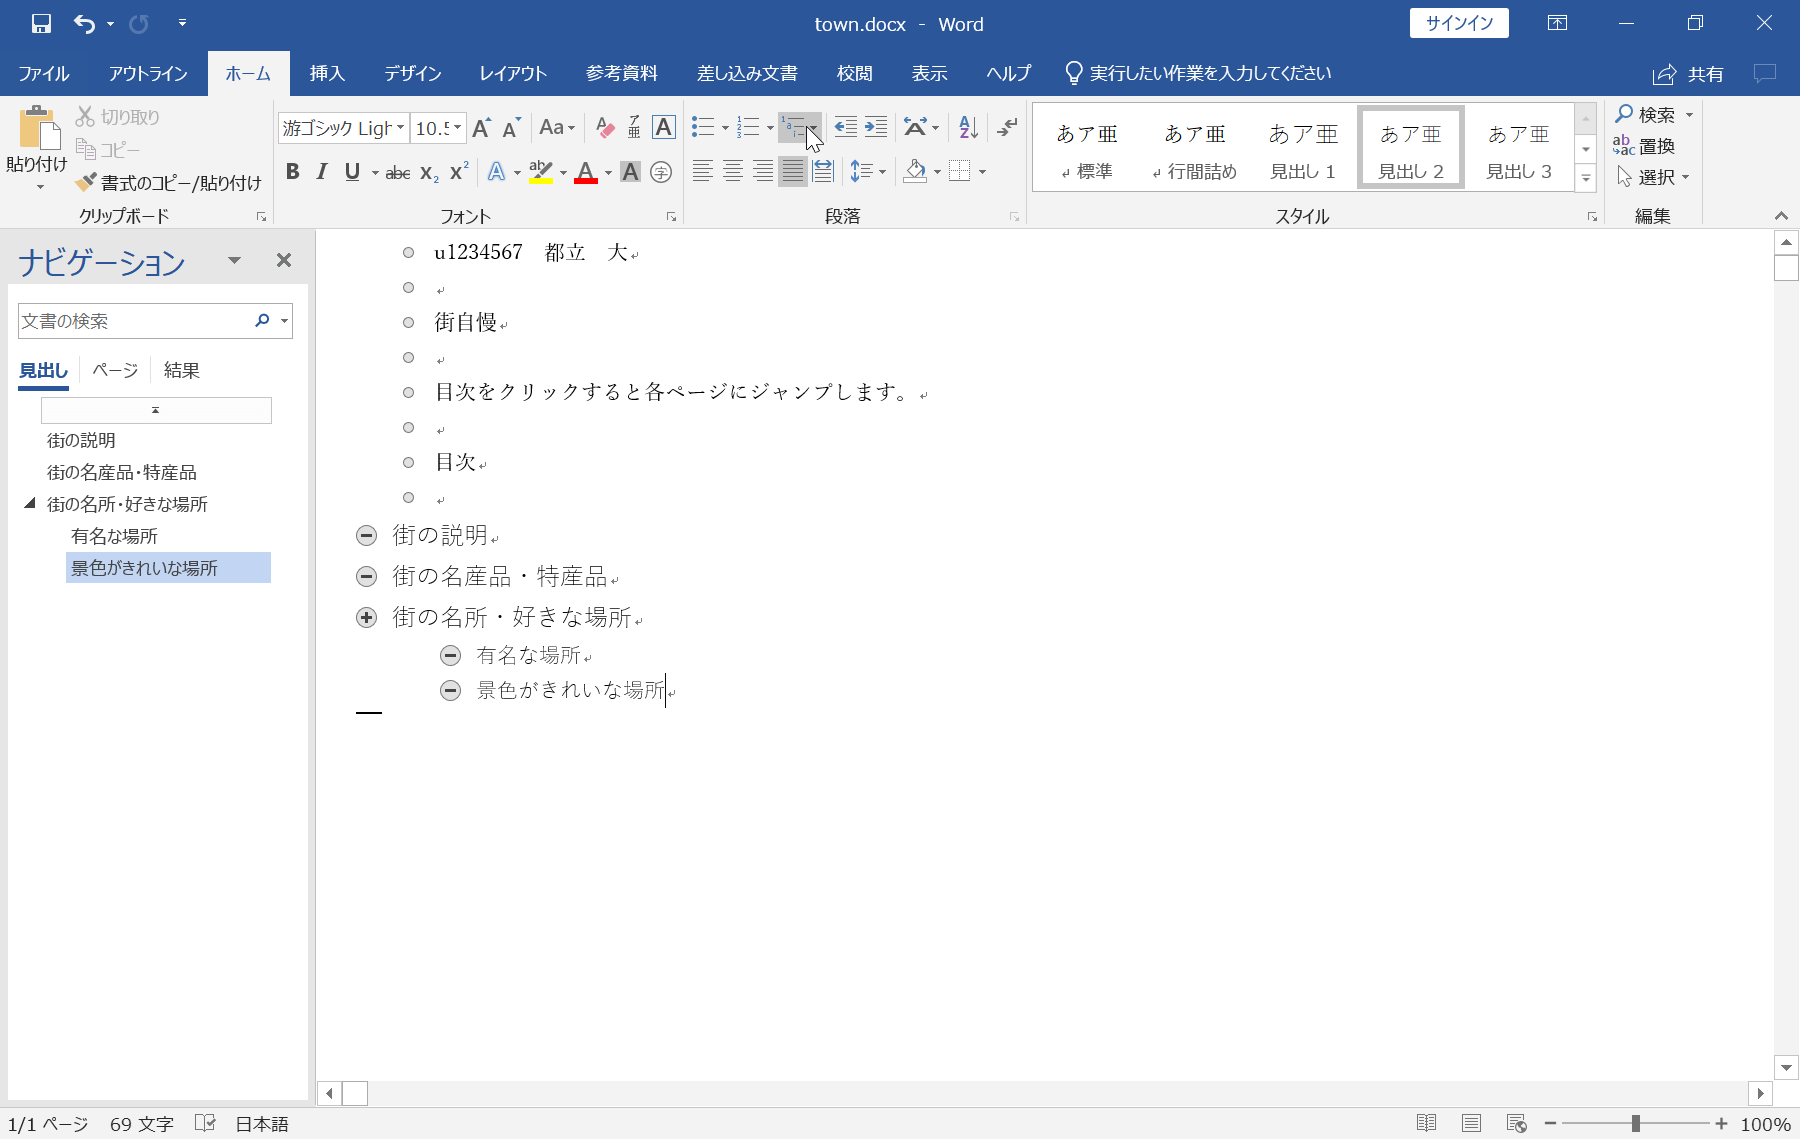 town.docx - Word
サインイン
ファイル アウトライン ホーム 挿入 デザイン レイアウト 参考資料 差し込み文書 校閲 表示 ヘルプ 実行したい作業を入力してください 共有
貼り付け
切り取り
コピー
書式のコピー/貼り付け
クリップボード
游ゴシック Ligh 10.5 A A Aa ア亜 A
B I U abc X₂ X² A ab A A 字
フォント
段落
あア亜 あア亜 あア亜 あア亜 あア亜
↲ 標準 ↲ 行間詰め 見出し 1 見出し 2 見出し 3
スタイル
検索
置換
選択
編集
ナビゲーション
文書の検索
見出し ページ 結果
街の説明
街の名産品・特産品
街の名所・好きな場所
有名な場所
景色がきれいな場所
u1234567 都立 大
街自慢
目次をクリックすると各ページにジャンプします。
目次
街の説明
街の名産品・特産品
街の名所・好きな場所
有名な場所
景色がきれいな場所
1/1 ページ 69 文字 日本語 100%